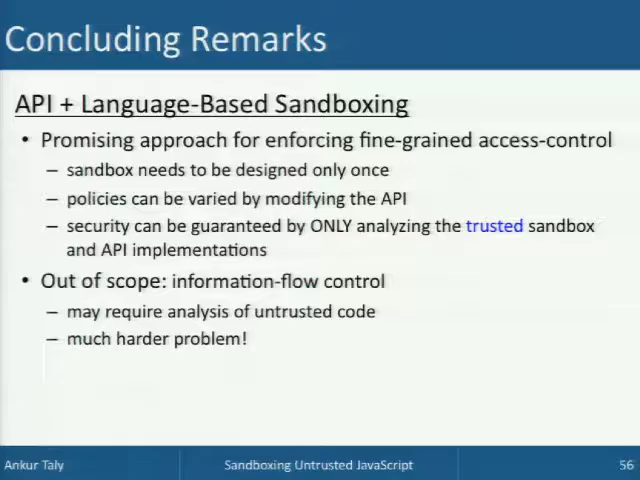 Concluding Remarks
API + Language-Based Sandboxing
• Promising approach for enforcing fine-grained access-control
– sandbox needs to be designed only once
– policies can be varied by modifying the API
– security can be guaranteed by ONLY analyzing the trusted sandbox
and API implementations
• Out of scope: information-flow control
– may require analysis of untrusted code
– much harder problem!
Ankur Taly Sandboxing Untrusted JavaScript 56